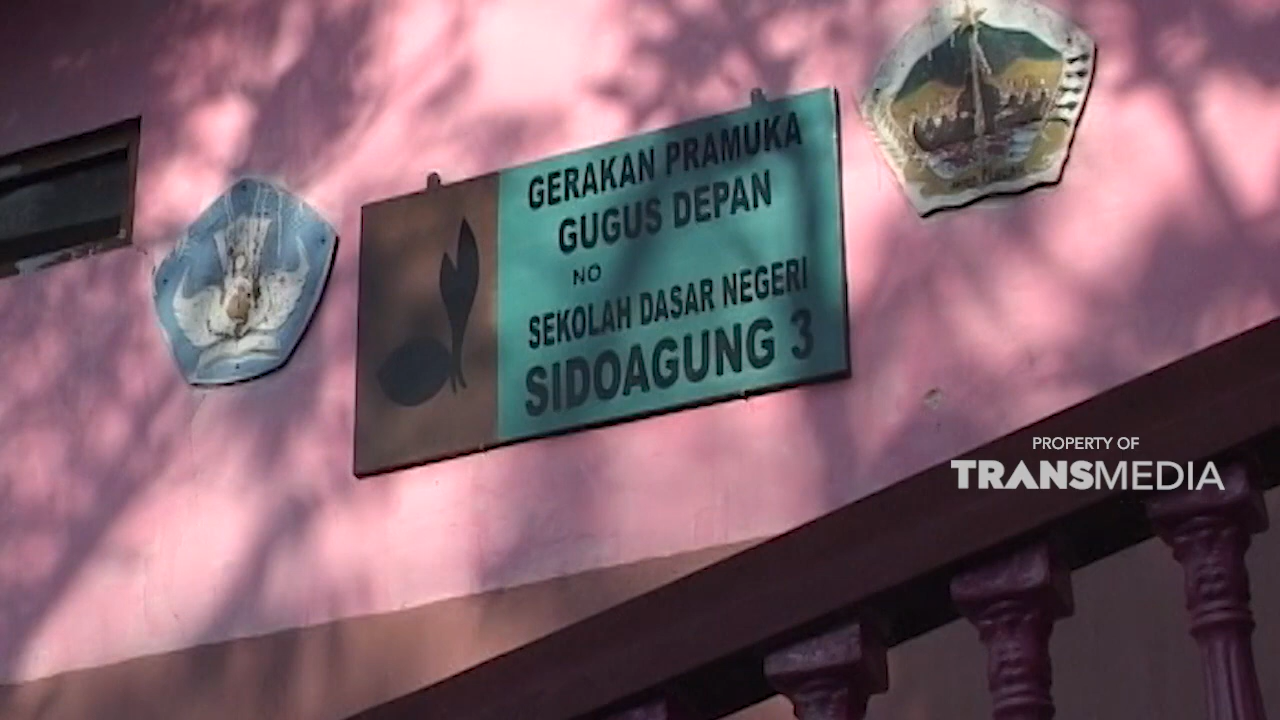 GERAKAN PRAMUKA
GUGUS DEPAN
NO
SEKOLAH DASAR NEGERI
SIDOAGUNG 3
PROPERTY OF
TRANSMEDIA